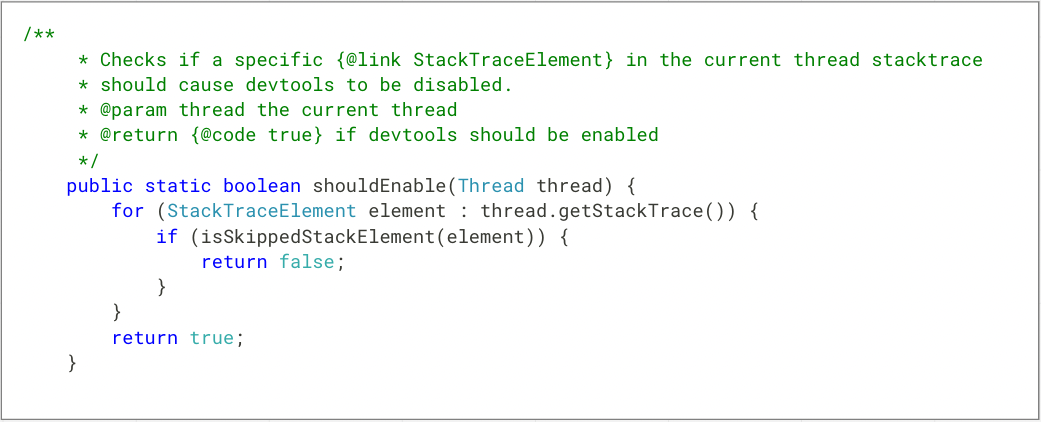 /**
     * Checks if a specific {@link StackTraceElement} in the current thread stacktrace
     * should cause devtools to be disabled.
     * @param thread the current thread
     * @return {@code true} if devtools should be enabled
     */
    public static boolean shouldEnable(Thread thread) {
        for (StackTraceElement element : thread.getStackTrace()) {
            if (isSkippedStackElement(element)) {
                return false;
            }
        }
        return true;
    }